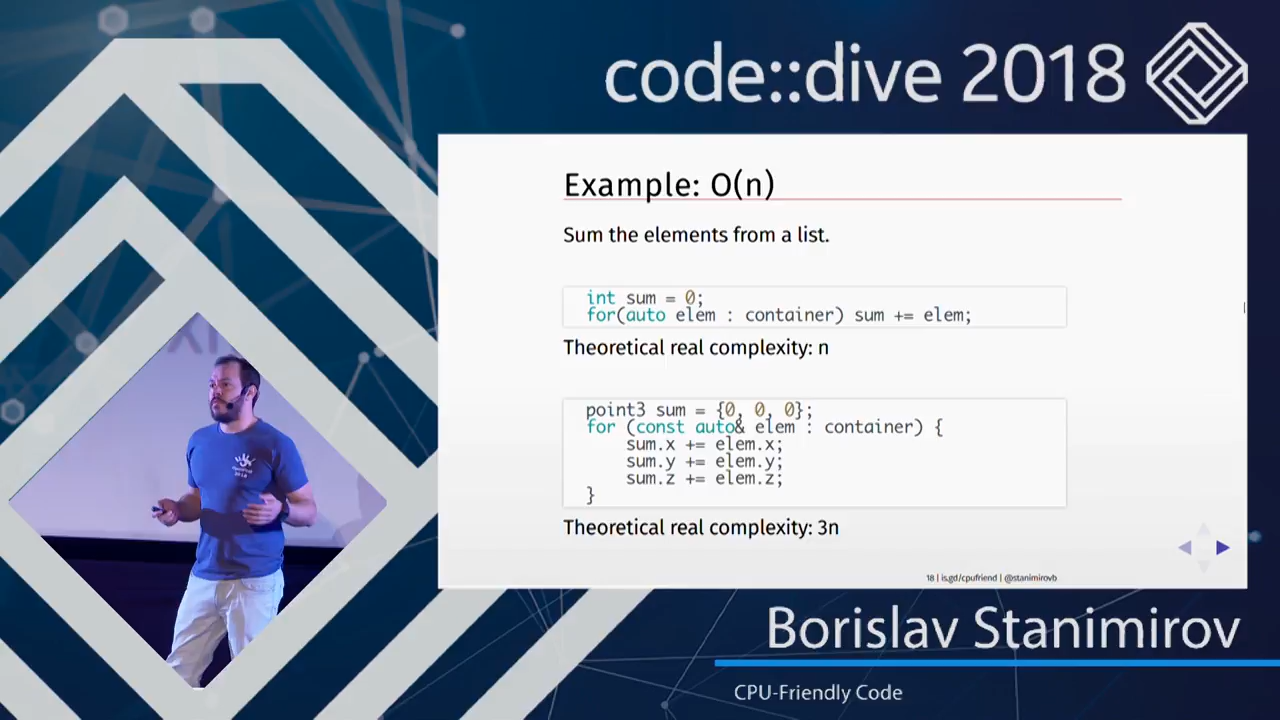 code::dive 2018
Example: O(n)
Sum the elements from a list.
int sum = 0;
for(auto elem : container) sum += elem;
Theoretical real complexity: n
point3 sum = {0, 0, 0};
for (const auto& elem : container) {
sum.x += elem.x;
sum.y += elem.y;
sum.z += elem.z;
}
Theoretical real complexity: 3n
18 | is.gd/cpufriend | @stanimirovb
Borislav Stanimirov
CPU-Friendly Code